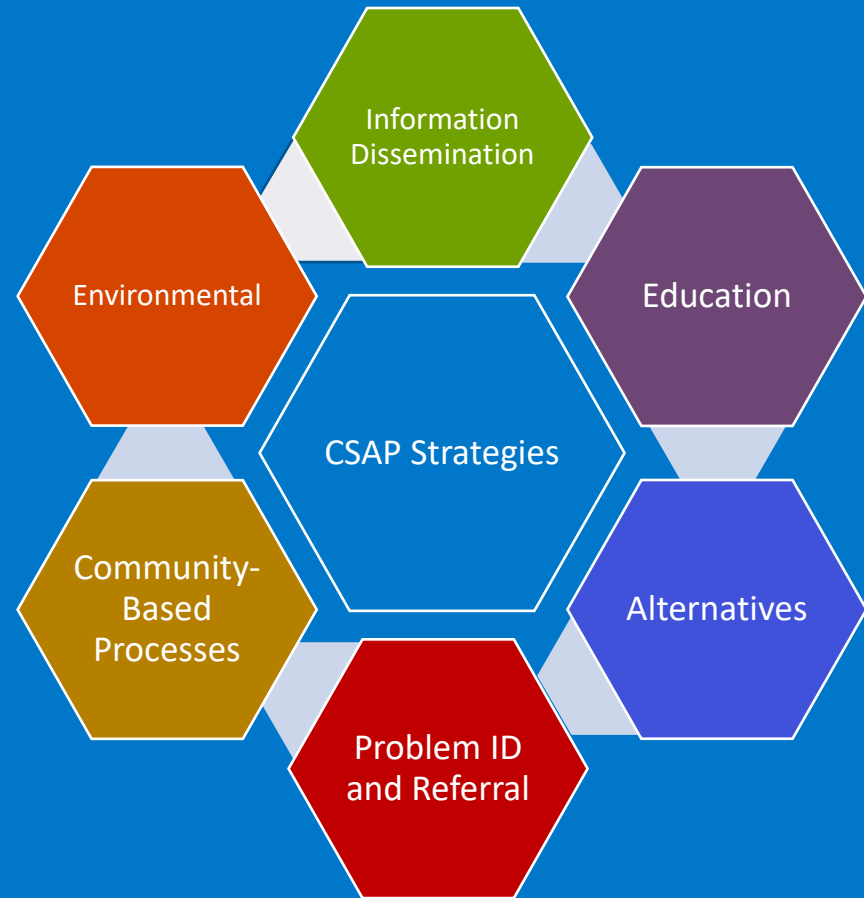 Information
Dissemination
Environmental
Education
CSAP Strategies
Community-
Based
Processes
Alternatives
Problem ID
and Referral